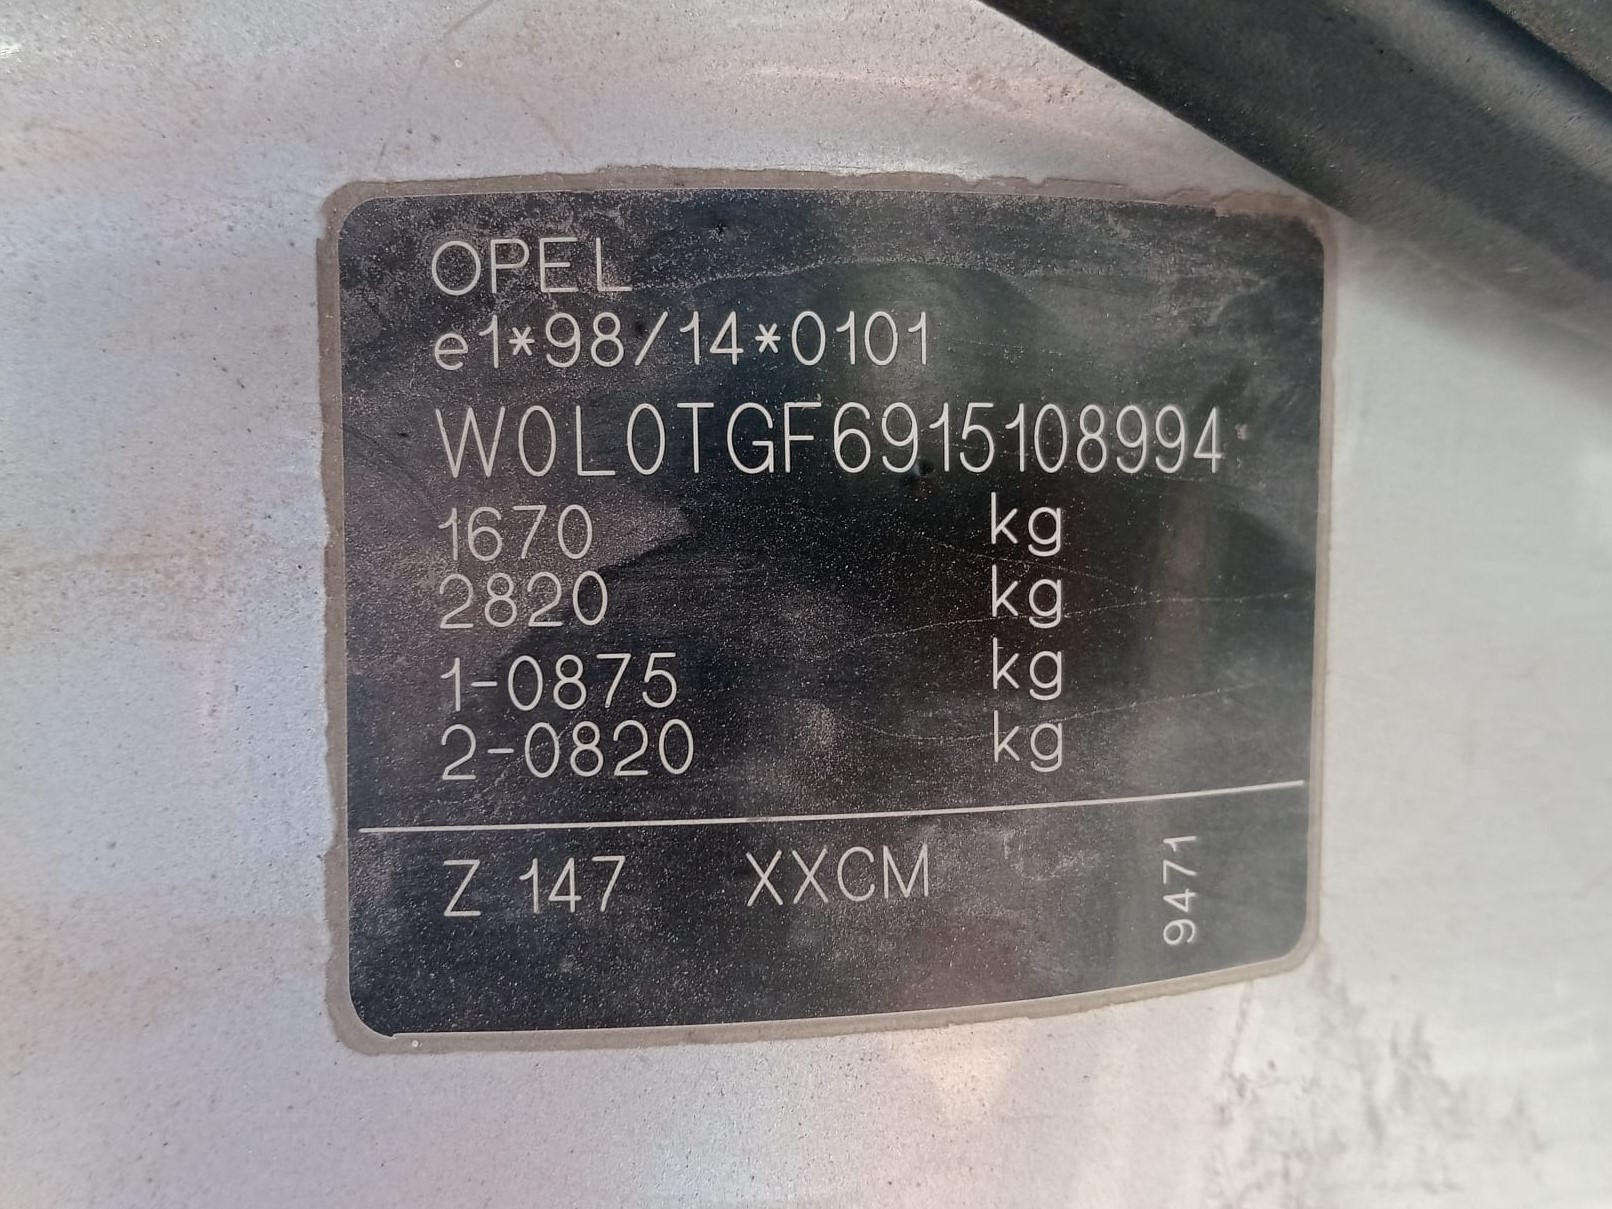 OPEL
e1*98/14*0101
W0L0TGF6915108994
1670 kg
2820 kg
1-0875 kg
2-0820 kg
Z 147 XXCM
9471